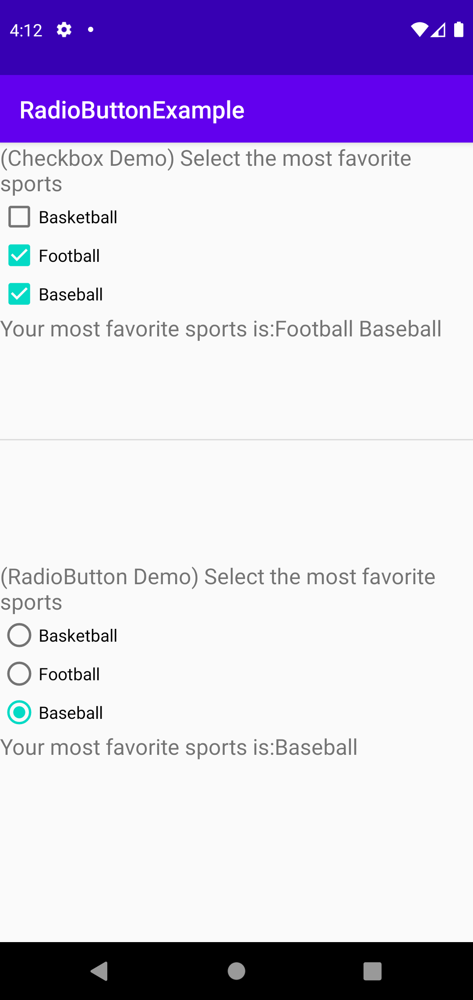 4:12
RadioButtonExample
(Checkbox Demo) Select the most favorite
sports
Basketball
Football
Baseball
Your most favorite sports is:Football Baseball
(RadioButton Demo) Select the most favorite
sports
Basketball
Football
Baseball
Your most favorite sports is:Baseball